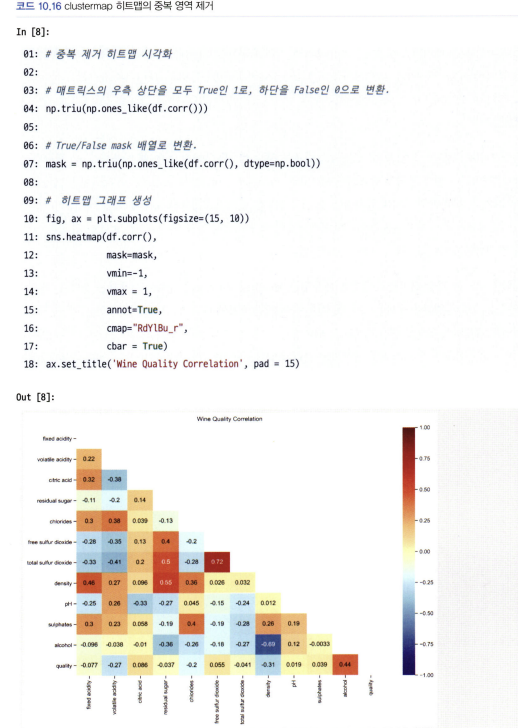 코드 10.16 clustermap 히트맵의 중복 영역 제거
In [8]:
01: # 중복 제거 히트맵 시각화
02:
03: # 매트릭스의 우측 상단을 모두 True인 1로, 하단을 False인 0으로 변환.
04: np.triu(np.ones_like(df.corr()))
05:
06: # True/False mask 배열로 변환.
07: mask = np.triu(np.ones_like(df.corr(), dtype=np.bool))
08:
09: # 히트맵 그래프 생성
10: fig, ax = plt.subplots(figsize=(15, 10))
11: sns.heatmap(df.corr(),
12: mask=mask,
13: vmin=-1,
14: vmax = 1,
15: annot=True,
16: cmap="RdYlBu_r",
17: cbar = True)
18: ax.set_title('Wine Quality Correlation', pad = 15)
Out [8]:
Wine Quality Correlation
fixed acidity
volatile acidity 0.22
citric acid 0.32 -0.38
residual sugar -0.11 -0.2 0.14
chlorides 0.3 0.38 0.039 -0.13
free sulfur dioxide -0.28 -0.35 0.13 0.4 -0.2
total sulfur dioxide -0.33 -0.41 0.2 0.5 -0.28 0.72
density 0.46 0.27 0.096 0.55 0.36 0.026 0.032
pH -0.25 0.26 -0.33 -0.27 0.045 -0.15 -0.24 0.012
sulphates 0.3 0.23 0.058 -0.19 0.4 -0.19 -0.28 0.26 0.19
alcohol -0.096 -0.038 -0.01 -0.36 -0.26 -0.18 -0.27 -0.69 0.12 -0.0033
quality -0.077 -0.27 0.086 -0.037 -0.2 0.055 -0.041 -0.31 0.019 0.039 0.44
fixed acidity
volatile acidity
citric acid
residual sugar
chlorides
free sulfur dioxide
total sulfur dioxide
density
pH
sulphates
alcohol
quality
1.00
0.75
0.50
0.25
0.00
-0.25
-0.50
-0.75
-1.00